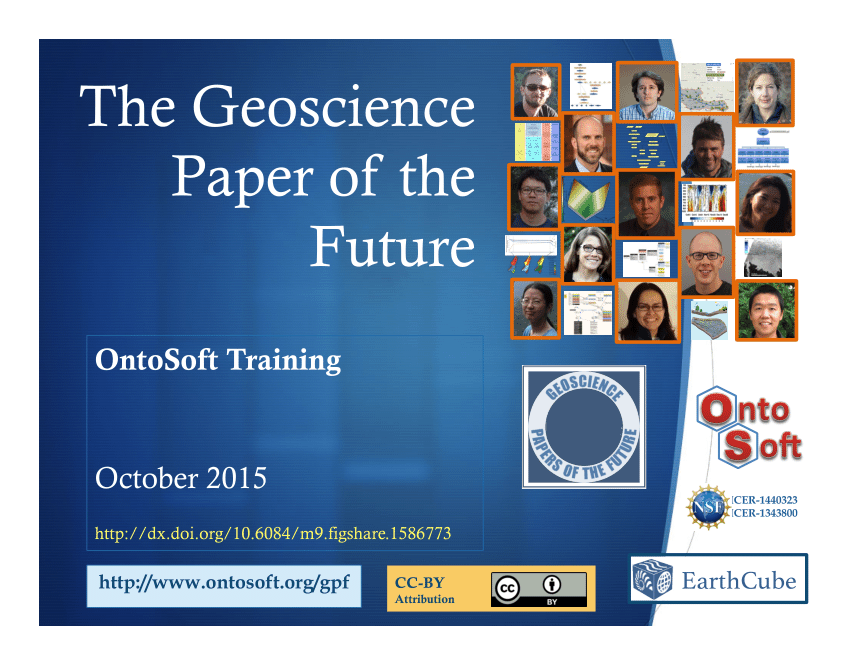 The Geoscience
Paper of the
Future
OntoSoft Training
October 2015
http://dx.doi.org/10.6084/m9.figshare.1586773
http://www.ontosoft.org/gpf
CC-BY
Attribution
cc
BY
GEOSCIENCE
PAPERS OF THE FUTURE
Onto
Soft
NSF
ICER-1440323
ICER-1343800
EarthCube